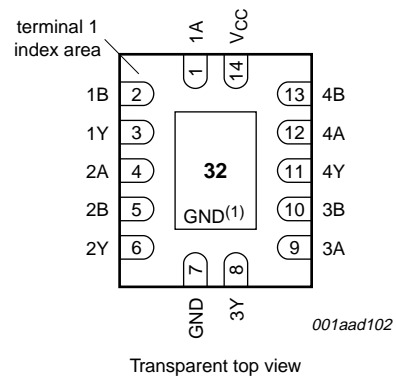 terminal 1
index area
1A
VCC
1
14
1B 2 13 4B
1Y 3 12 4A
2A 4 32 11 4Y
2B 5 GND(1) 10 3B
2Y 6 9 3A
7
8
GND
3Y
001aad102
Transparent top view